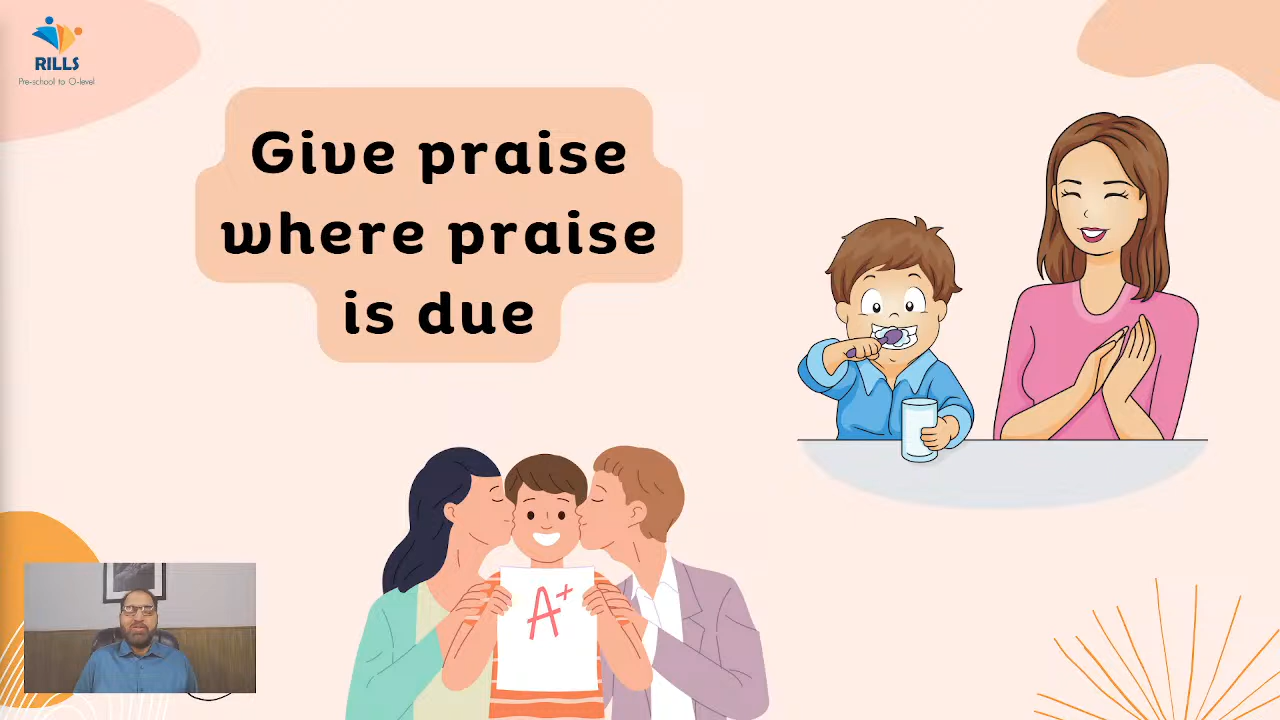 RILLS
Pre-school to O-level
Give praise
where praise
is due
A+